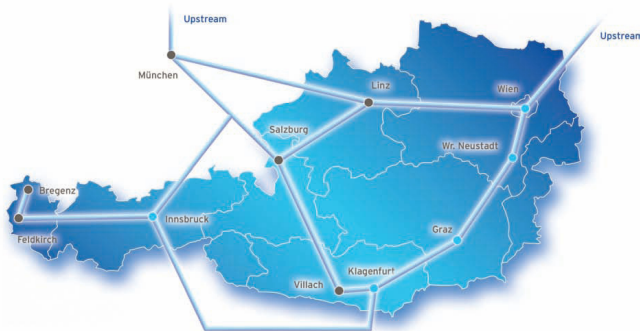 Upstream
Upstream
München
Linz
Wien
Salzburg
Wr. Neustadt
Bregenz
Innsbruck
Feldkirch
Graz
Klagenfurt
Villach